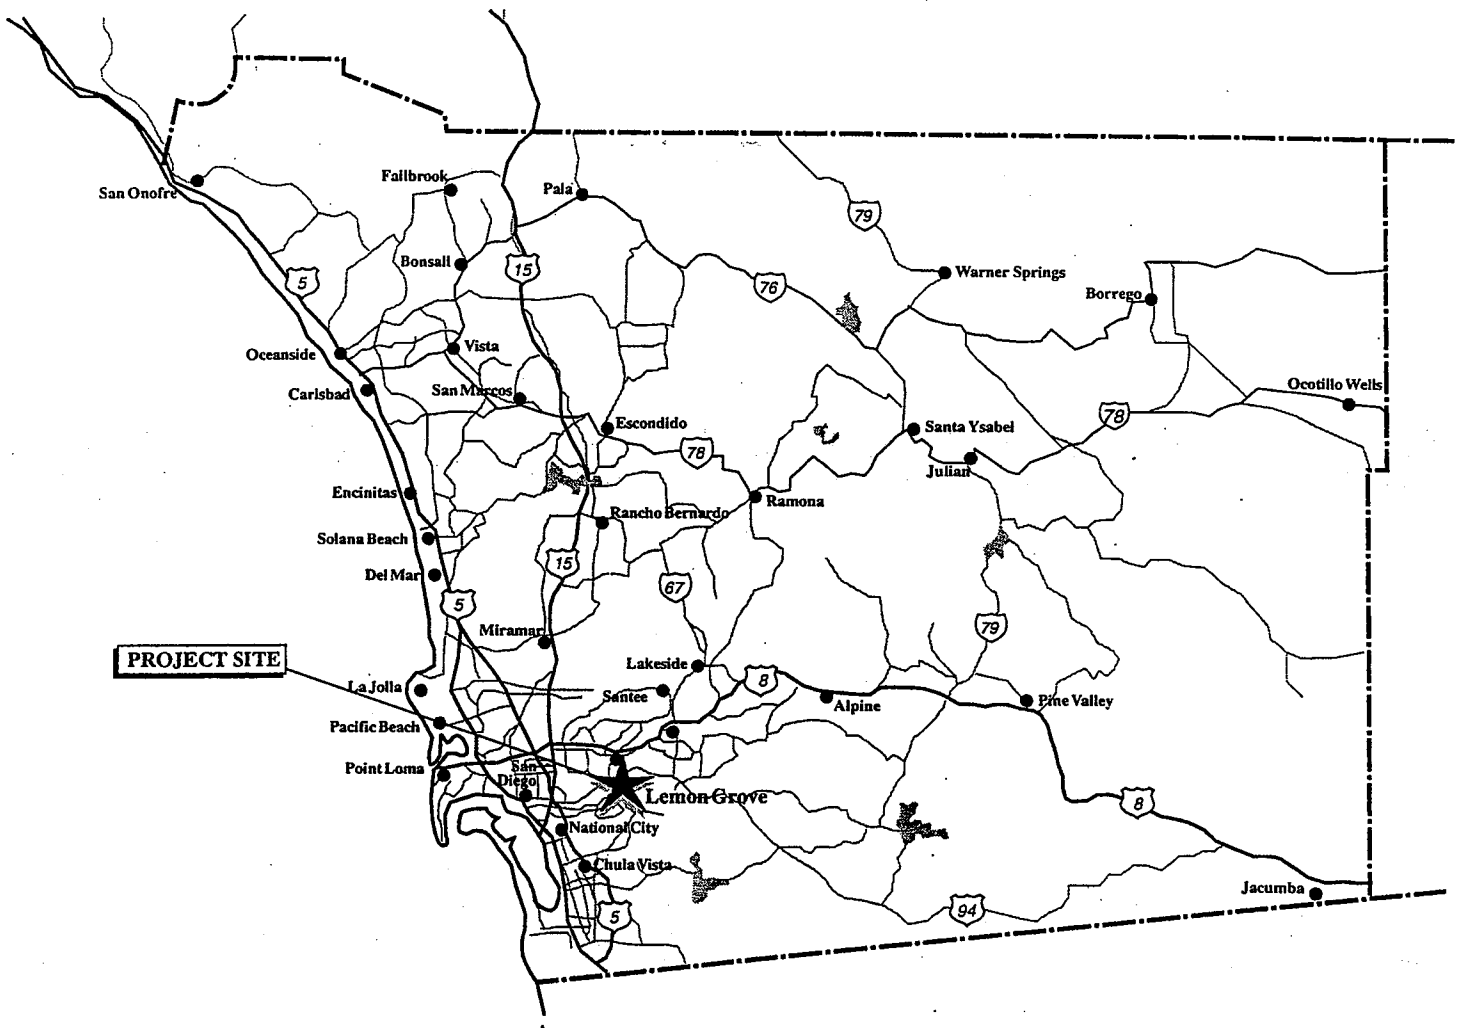 Fallbrook
Pala
San Onofre
79
Bonsall
15
Warner Springs
5
76
Borrego
Oceanside
Vista
Carlsbad
San Marcos
Ocotillo Wells
Escondido
Santa Ysabel
78
78
Julian
Encinitas
Ramona
Rancho Bernardo
Solana Beach
15
Del Mar
67
5
79
Miramar
PROJECT SITE
Lakeside
La Jolla
Santee
8
Alpine
Pine Valley
Pacific Beach
Point Loma
San
Diego
Lemon Grove
8
National City
Chula Vista
Jacumba
5
94